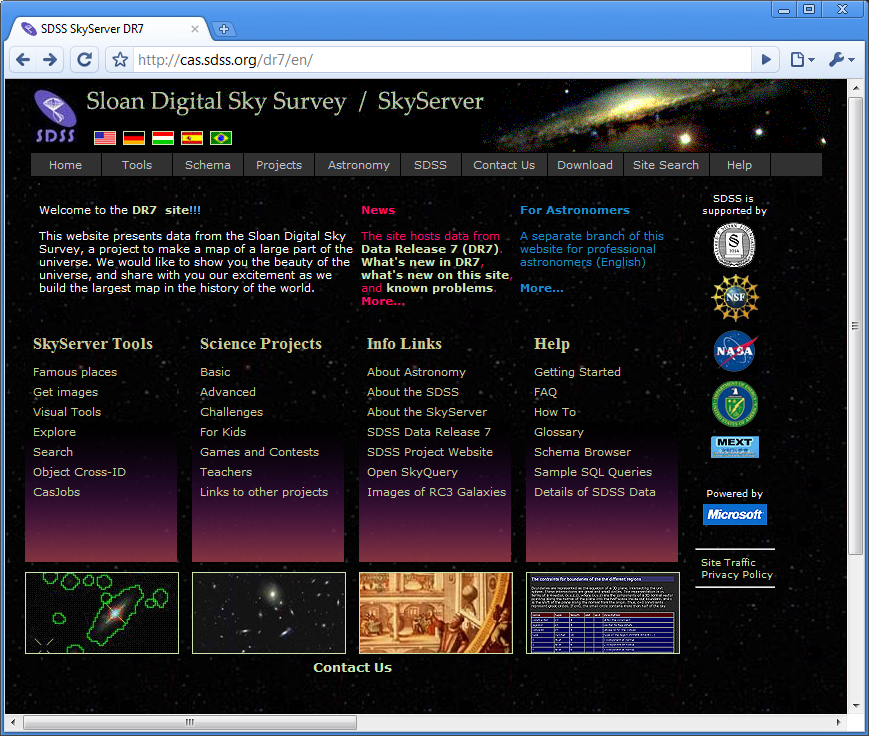 SDSS SkyServer DR7
http://cas.sdss.org/dr7/en/
Sloan Digital Sky Survey / SkyServer
SDSS
Home Tools Schema Projects Astronomy SDSS Contact Us Download Site Search Help
Welcome to the DR7 site!!!
This website presents data from the Sloan Digital Sky
Survey, a project to make a map of a large part of the
universe. We would like to show you the beauty of the
universe, and share with you our excitement as we
build the largest map in the history of the world.
News
The site hosts data from
Data Release 7 (DR7).
What's new in DR7,
what's new on this site,
and known problems.
More...
For Astronomers
A separate branch of this
website for professional
astronomers (English)
More...
SDSS is
supported by
NSF
NASA
MEXT
Powered by
Microsoft
Site Traffic
Privacy Policy
SkyServer Tools
Famous places
Get images
Visual Tools
Explore
Search
Object Cross-ID
CasJobs
Science Projects
Basic
Advanced
Challenges
For Kids
Games and Contests
Teachers
Links to other projects
Info Links
About Astronomy
About the SDSS
About the SkyServer
SDSS Data Release 7
SDSS Project Website
Open SkyQuery
Images of RC3 Galaxies
Help
Getting Started
FAQ
How To
Glossary
Schema Browser
Sample SQL Queries
Details of SDSS Data
The contraints for boundaries of the the different regions
Contact Us